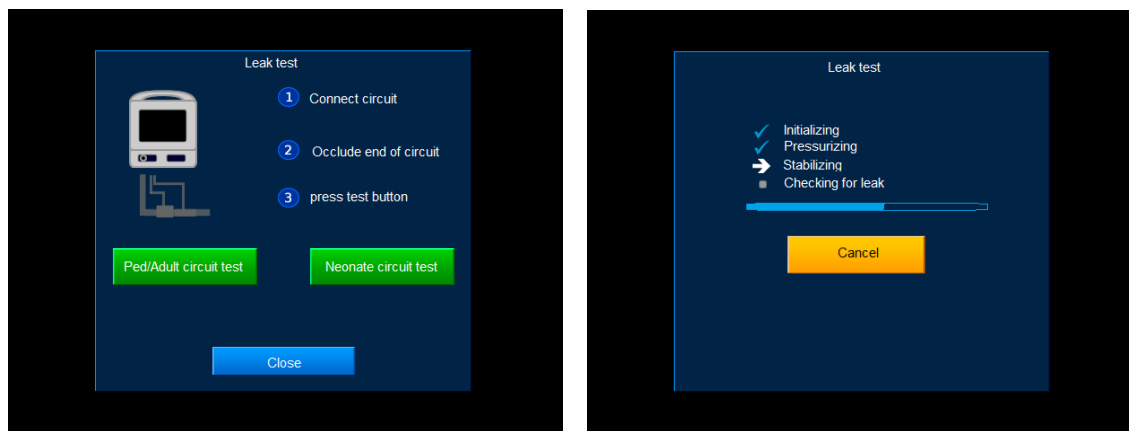 Leak test
1 Connect circuit
2 Occlude end of circuit
3 press test button
Ped/Adult circuit test
Neonate circuit test
Close
Leak test
Initializing
Pressurizing
Stabilizing
Checking for leak
Cancel